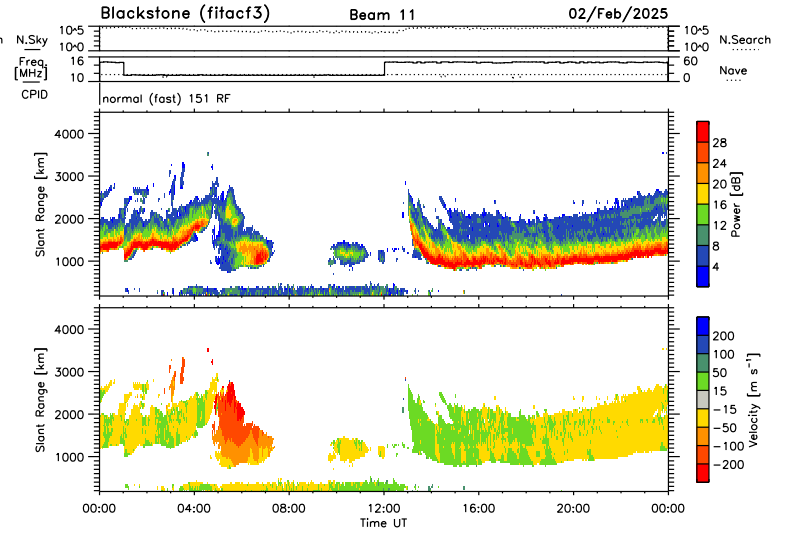 Blackstone (fitacf3) Beam 11 02/Feb/2025
10^5 10^5
N.Sky N.Search
10^0 10^0
Freq. 16 60
[MHz] Nave
10 0
CPID
normal (fast) 151 RF
4000
3000
2000
1000
Slant Range [km]
28
24
20
16
12
8
4
Power [dB]
4000
3000
2000
1000
Slant Range [km]
200
100
50
15
-15
-50
-100
-200
Velocity [m s⁻¹]
00:00 04:00 08:00 12:00 16:00 20:00 00:00
Time UT